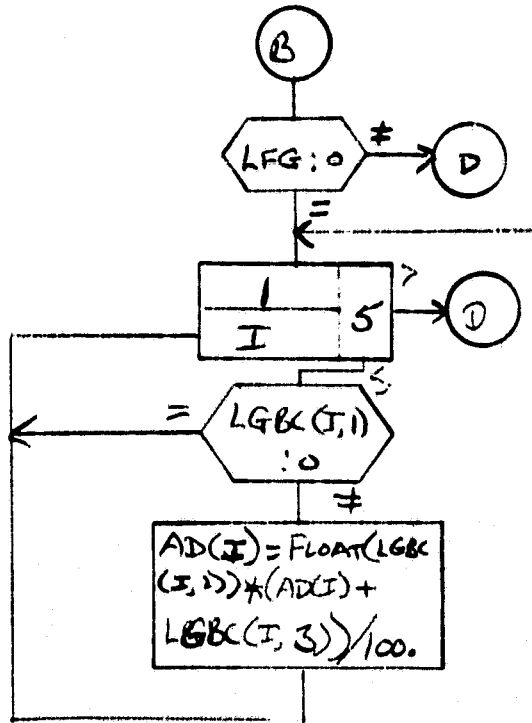 B
LFG : 0
≠
D
=
1
I
5
>
D
≤
LGBC(I,1)
: 0
=
≠
AD(I) = FLOAT(LGBC
(I,1))*(AD(I)+
LGBC(I,3))/100.